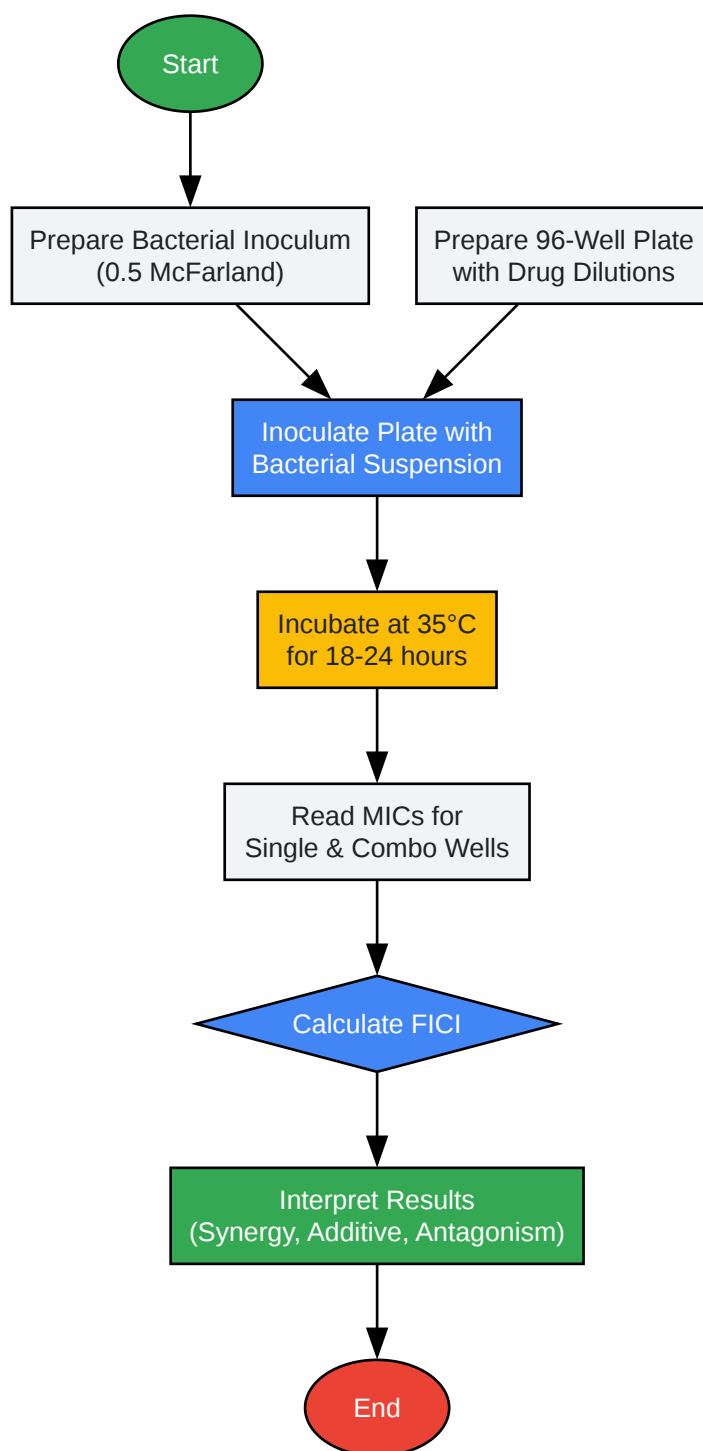 Start
Prepare Bacterial Inoculum
(0.5 McFarland)
Prepare 96-Well Plate
with Drug Dilutions
Inoculate Plate with
Bacterial Suspension
Incubate at 35°C
for 18-24 hours
Read MICs for
Single & Combo Wells
Calculate FICI
Interpret Results
(Synergy, Additive, Antagonism)
End